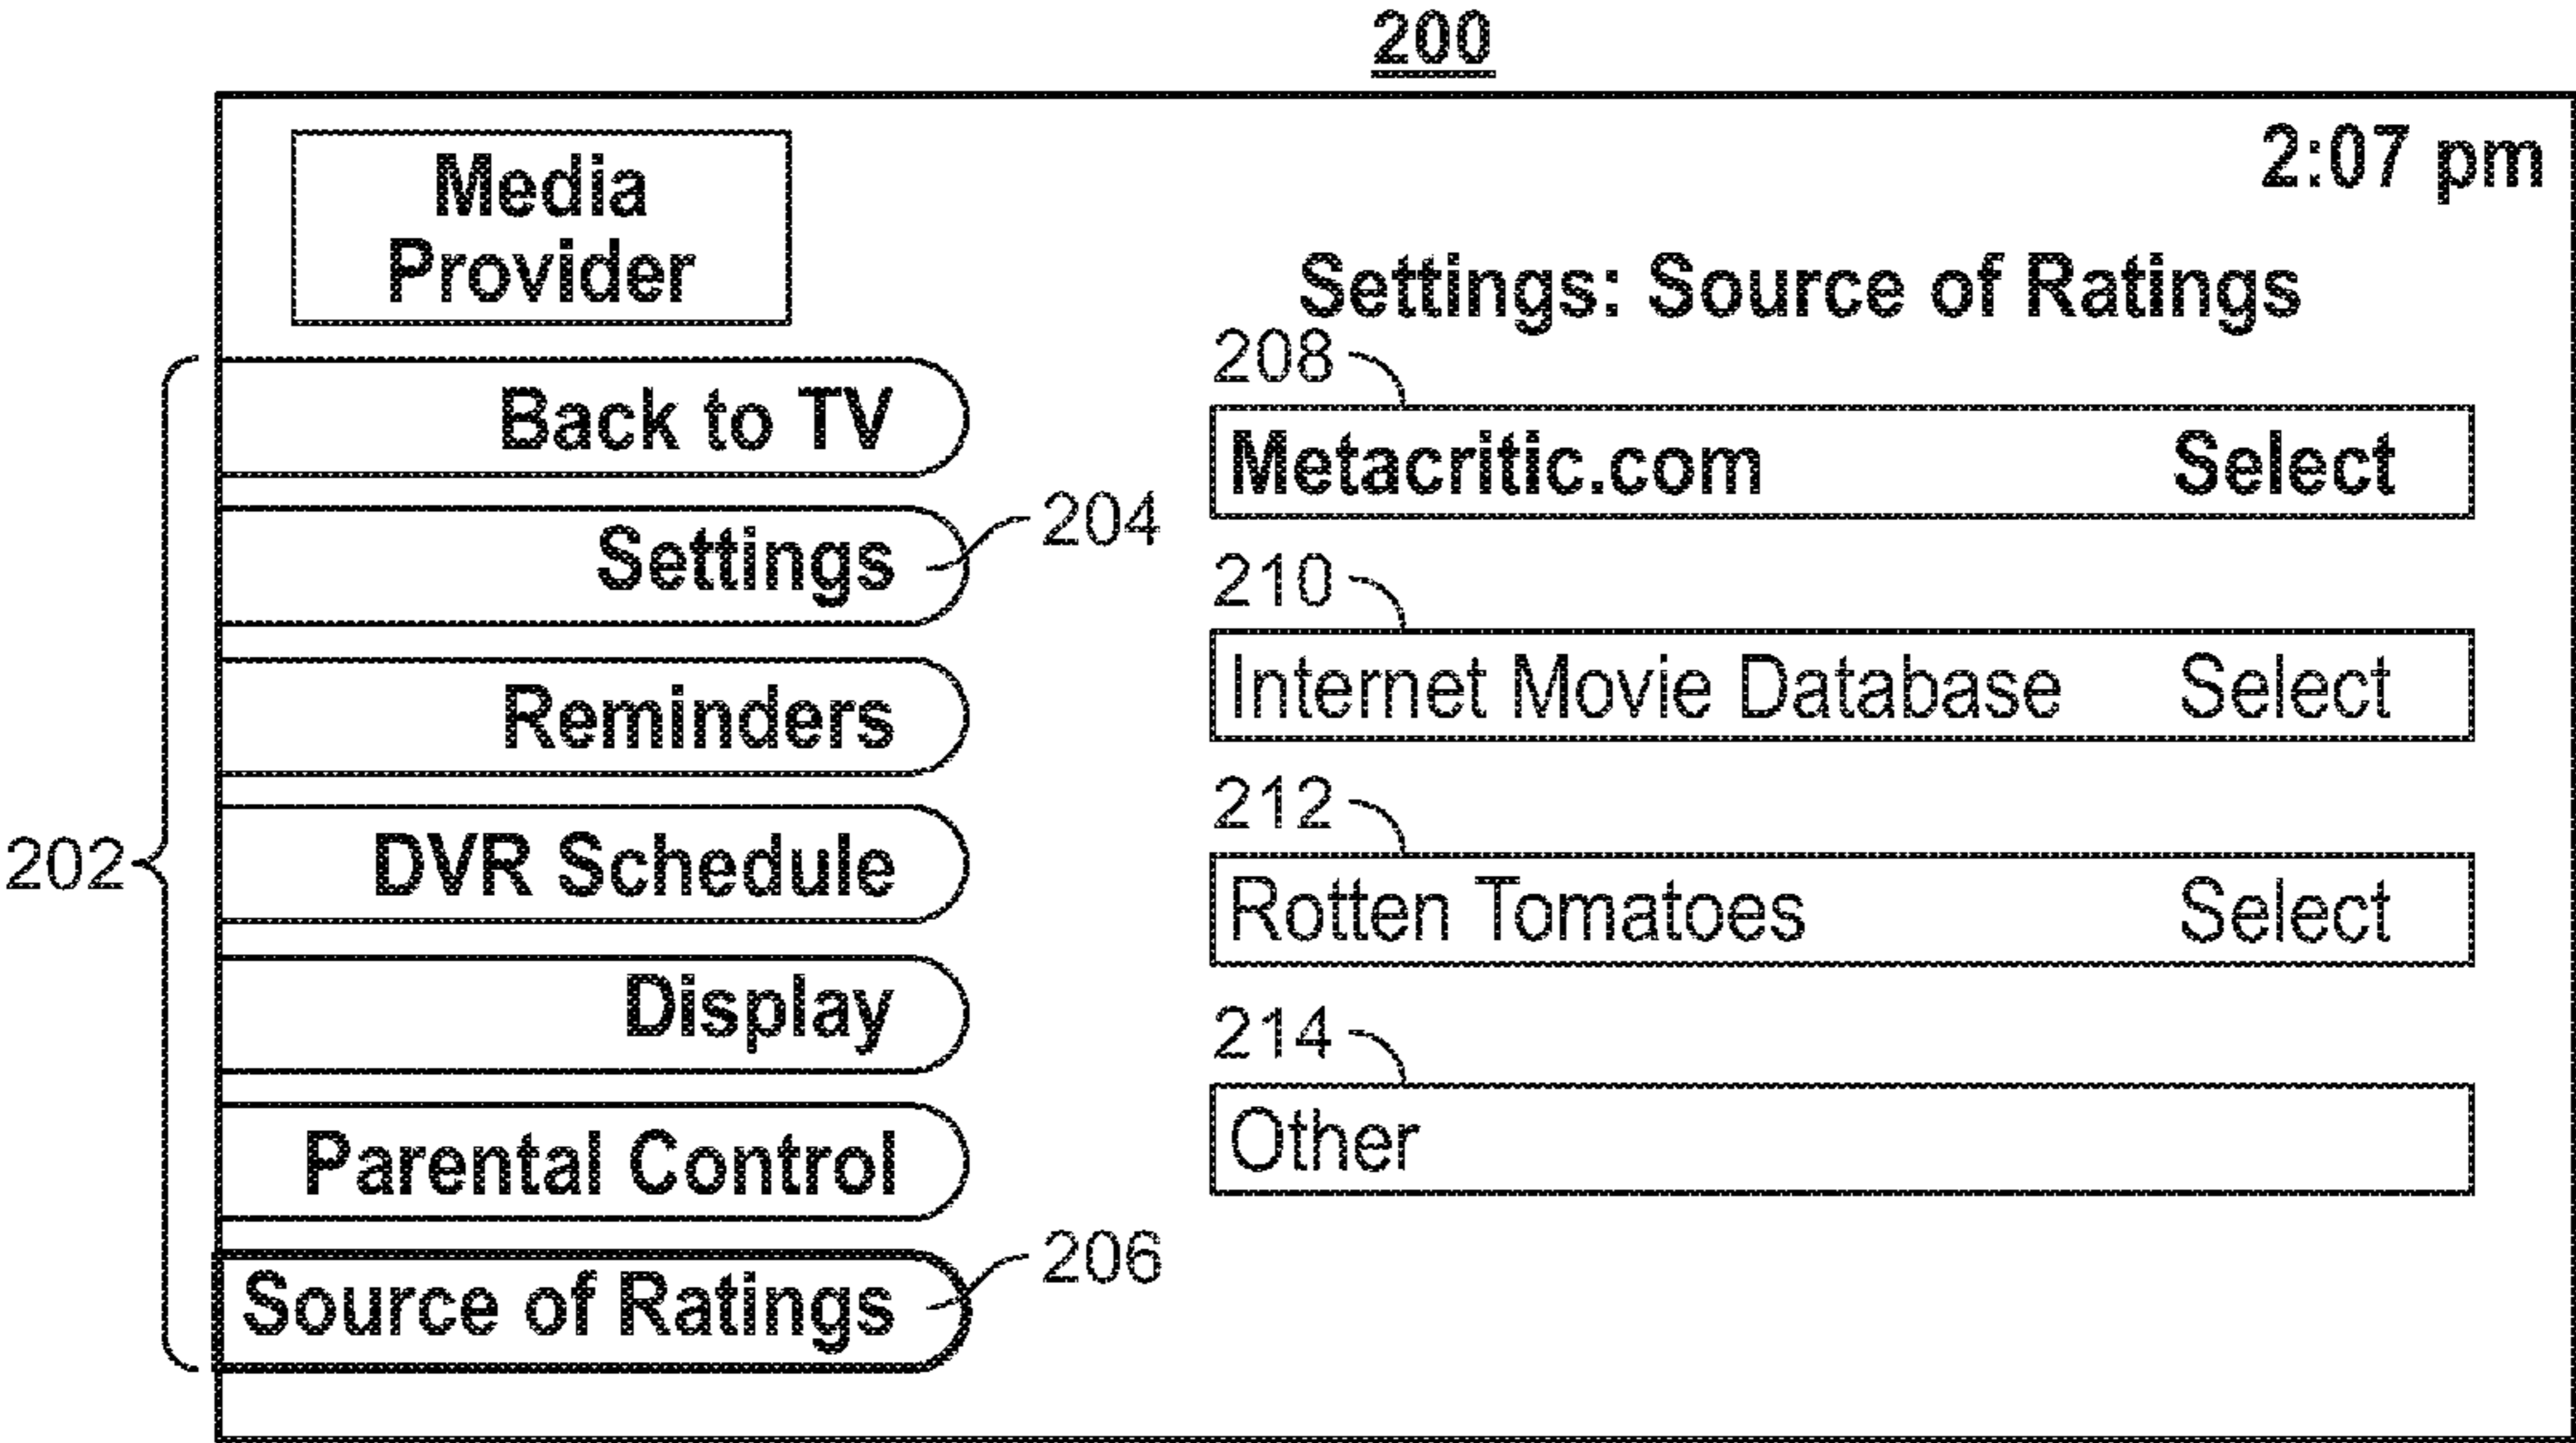 200
2:07 pm
Media
Provider
Settings: Source of Ratings
202
Back to TV
Settings
204
Reminders
DVR Schedule
Display
Parental Control
Source of Ratings
206
208
Metacritic.com Select
210
Internet Movie Database Select
212
Rotten Tomatoes Select
214
Other